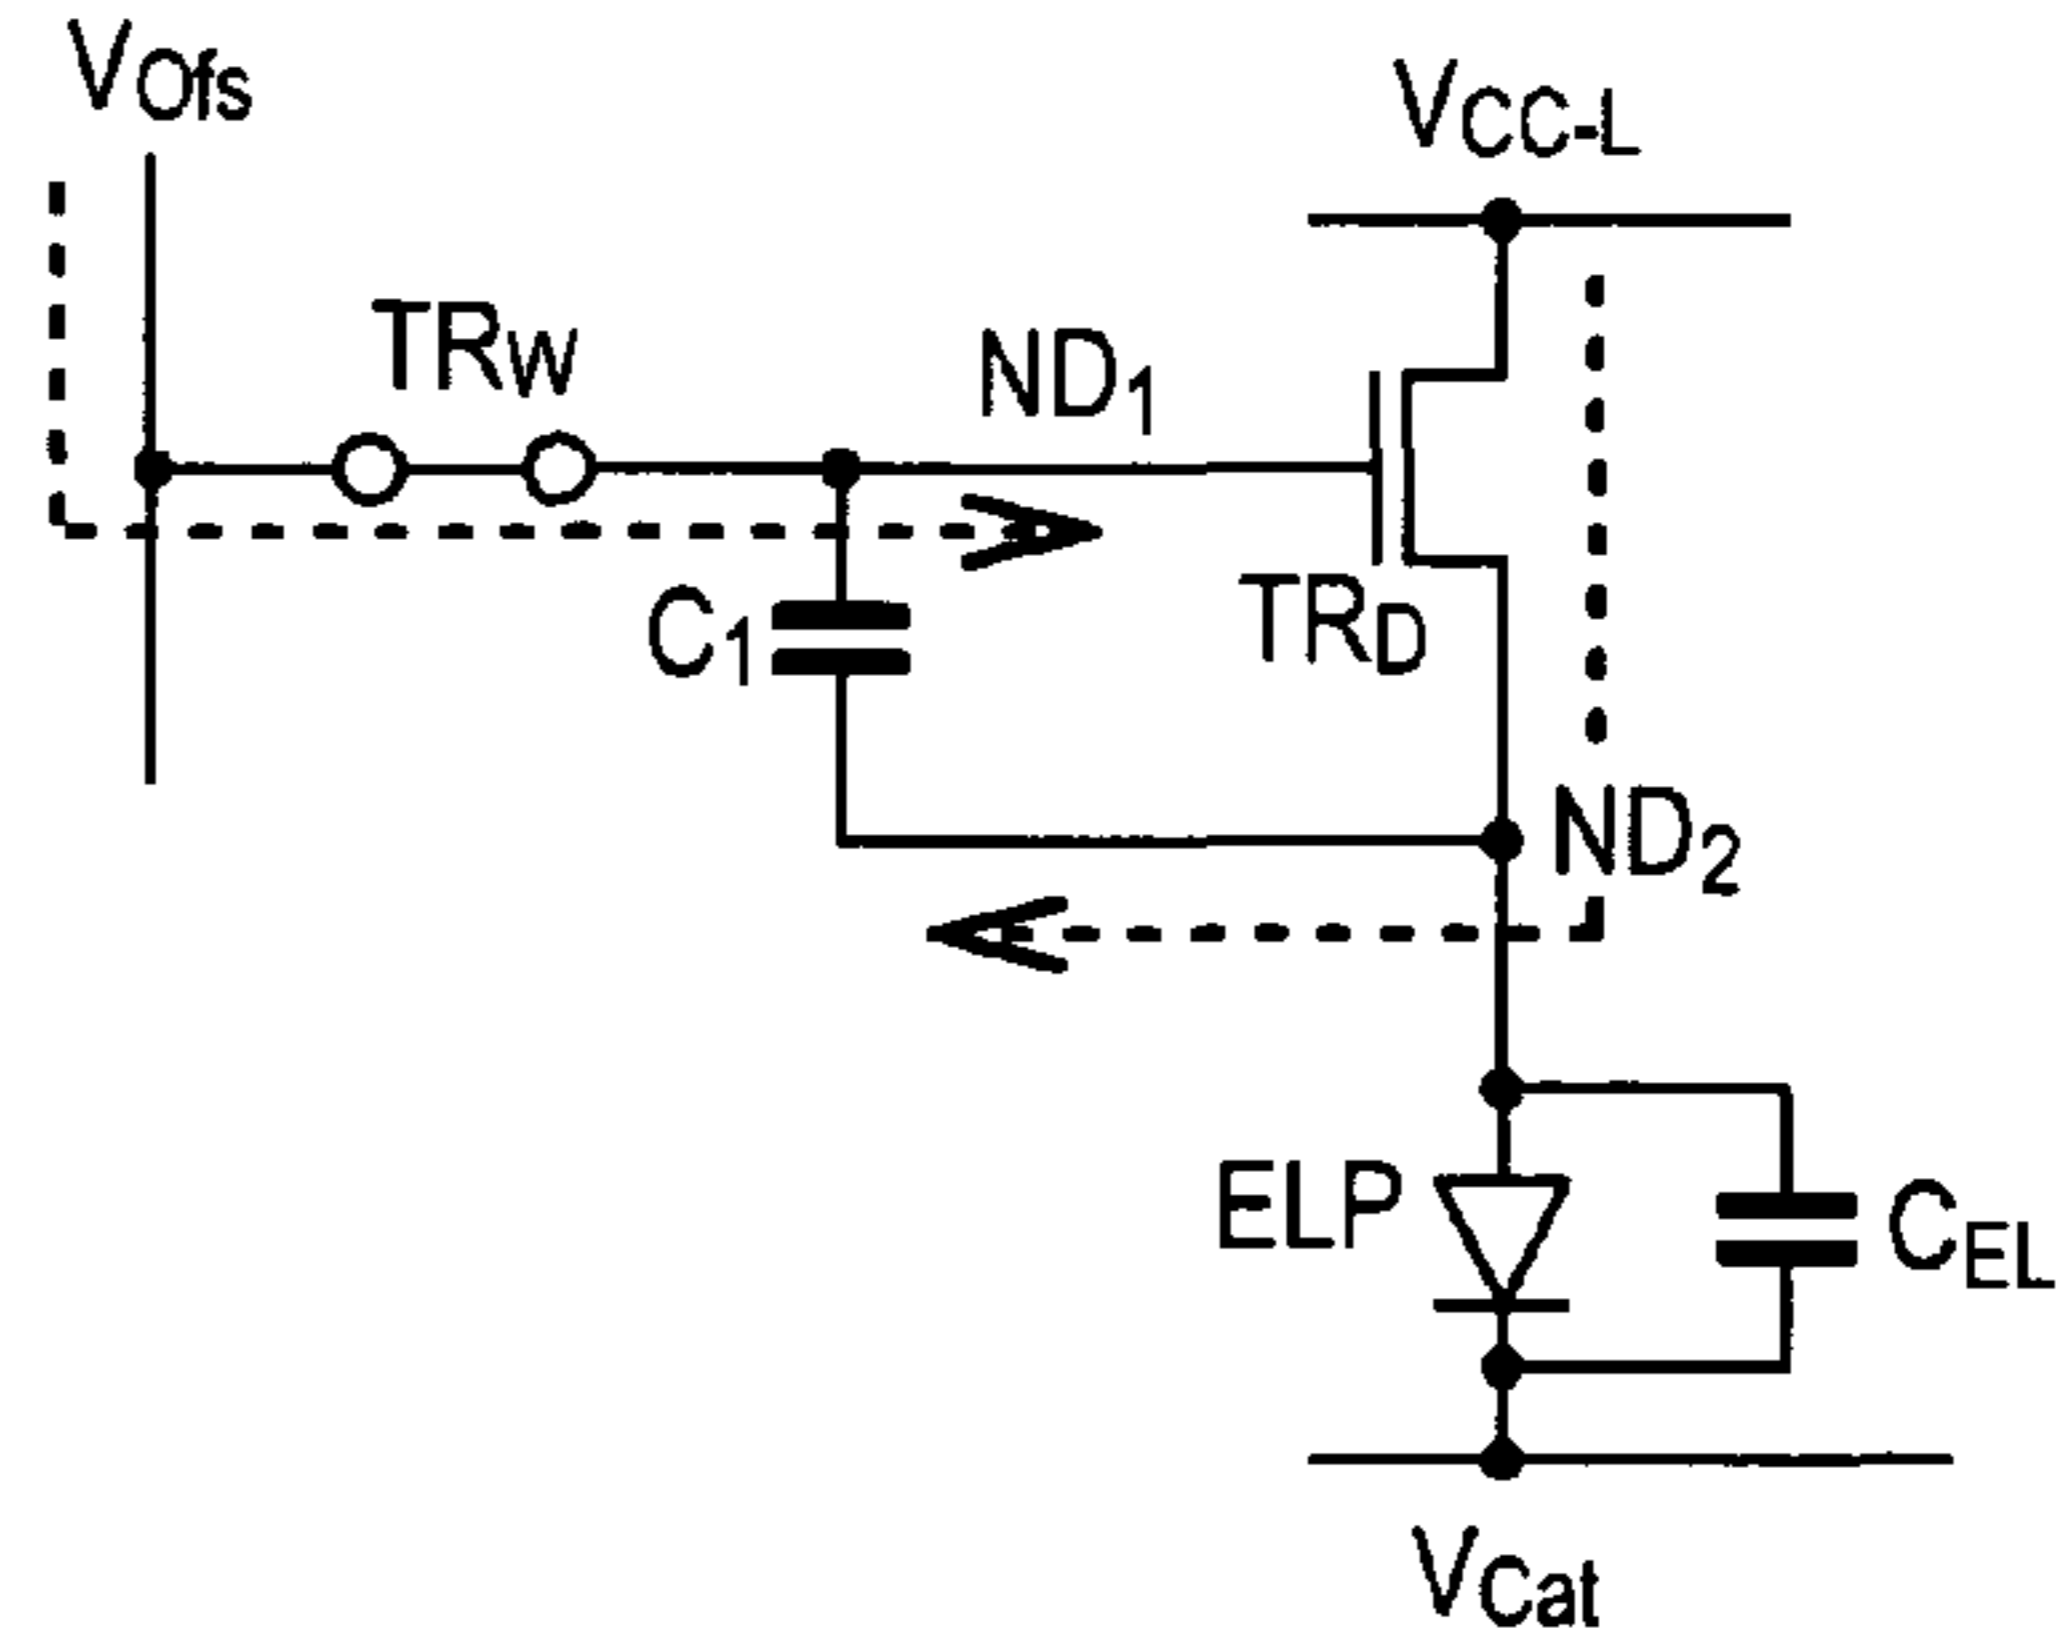 VOfs
VCC-L
TRW
ND1
C1
TRD
ND2
ELP
CEL
VCat